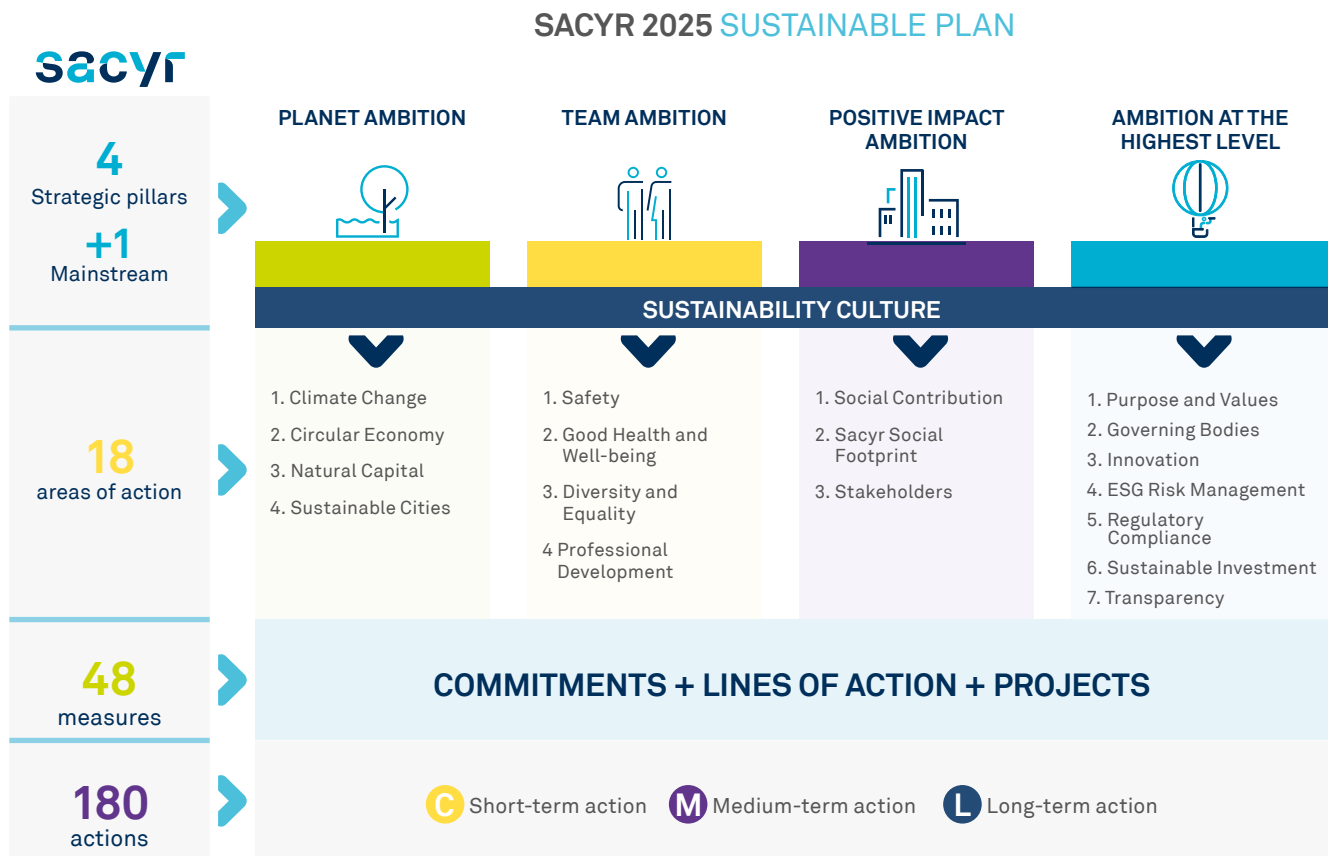 SACYR 2025 SUSTAINABLE PLAN
sacyr
4
Strategic pillars
+1
Mainstream
PLANET AMBITION
TEAM AMBITION
POSITIVE IMPACT
AMBITION
AMBITION AT THE
HIGHEST LEVEL
SUSTAINABILITY CULTURE
18
areas of action
1. Climate Change
2. Circular Economy
3. Natural Capital
4. Sustainable Cities
1. Safety
2. Good Health and
Well-being
3. Diversity and
Equality
4 Professional
Development
1. Social Contribution
2. Sacyr Social
Footprint
3. Stakeholders
1. Purpose and Values
2. Governing Bodies
3. Innovation
4. ESG Risk Management
5. Regulatory
Compliance
6. Sustainable Investment
7. Transparency
48
measures
COMMITMENTS + LINES OF ACTION + PROJECTS
180
actions
C Short-term action
M Medium-term action
L Long-term action